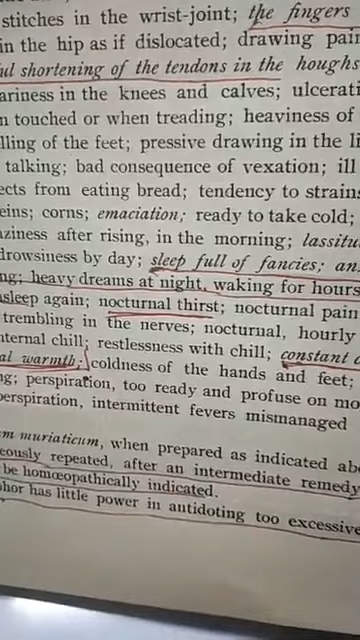 stitches in the wrist-joint; the fingers
in the hip as if dislocated; drawing pain
ul shortening of the tendons in the houghs
ariness in the knees and calves; ulcerati
n touched or when treading; heaviness of
lling of the feet; pressive drawing in the li
talking; bad consequence of vexation; ill
ects from eating bread; tendency to strains
eins; corns; emaciation; ready to take cold;
aziness after rising, in the morning; lassitu
drowsiness by day; sleep full of fancies; an
ng; heavy dreams at night, waking for hours
asleep again; nocturnal thirst; nocturnal pain
trembling in the nerves; nocturnal, hourly
nternal chill; restlessness with chill; constant
al warmth; coldness of the hands and feet;
ng; perspiration, too ready and profuse on mo
perspiration, intermittent fevers mismanaged
m muriaticum, when prepared as indicated abo
eously repeated, after an intermediate remedy
be homœopathically indicated.
phor has little power in antidoting too excessive